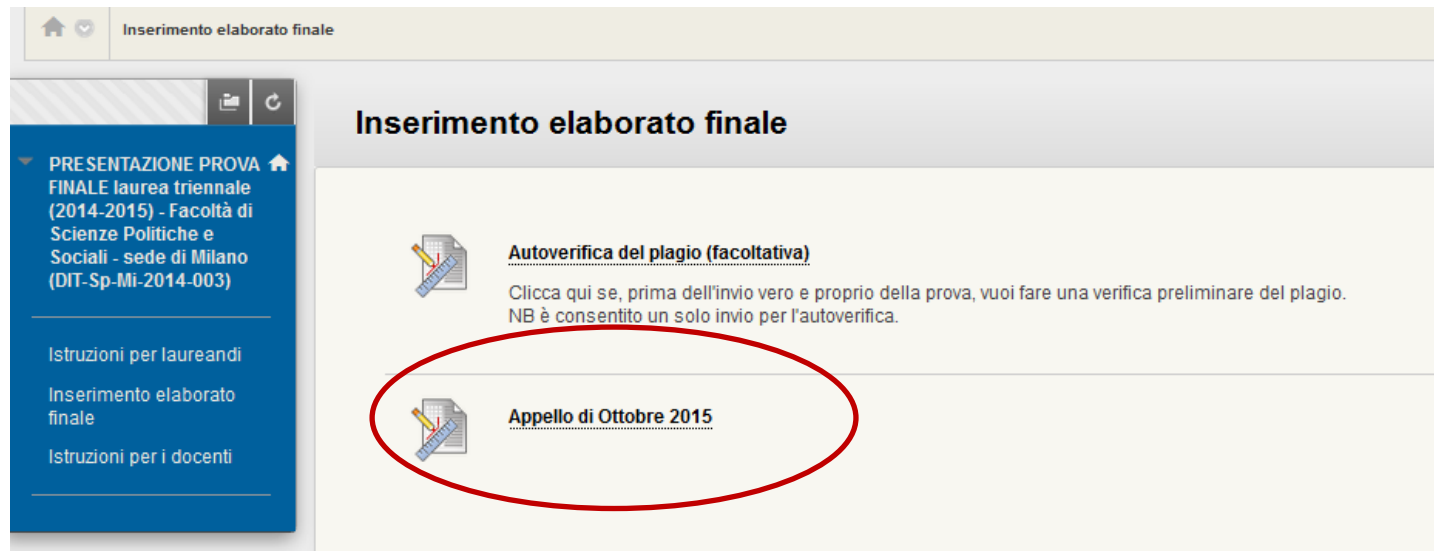 Inserimento elaborato finale
PRESENTAZIONE PROVA
FINALE laurea triennale
(2014-2015) - Facoltà di
Scienze Politiche e
Sociali - sede di Milano
(DIT-Sp-Mi-2014-003)
Istruzioni per laureandi
Inserimento elaborato
finale
Istruzioni per i docenti
Inserimento elaborato finale
Autoverifica del plagio (facoltativa)
Clicca qui se, prima dell'invio vero e proprio della prova, vuoi fare una verifica preliminare del plagio.
NB è consentito un solo invio per l'autoverifica.
Appello di Ottobre 2015